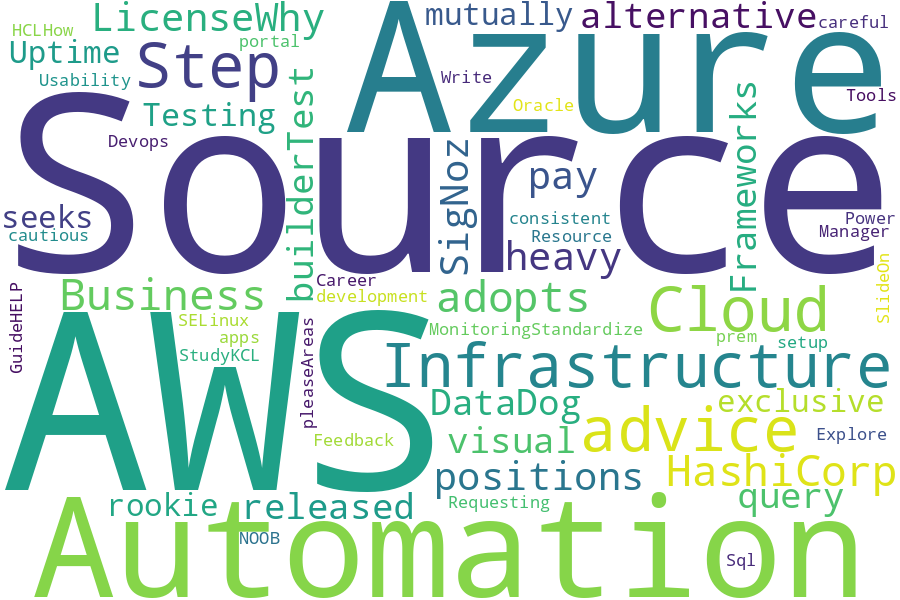 HCLHow
LicenseWhy
mutually
alternative
careful
Uptime
portal
Step
Azure
Usability
Write
Tools
Testing
Oracle
Devops
builderTest
Source
SigNoz
Frameworks
pay
seeks
consistent
Power
cautious
Resource
Manager
heavy
Business
Career
development
adopts
Cloud
SlideOn
GuideHELP
SELinux
apps
MonitoringStandardize
prem
setup
StudyKCL
pleaseAreas
AWS
Infrastructure
DataDog
exclusive
Feedback
visual
advice
Explore
positions
HashiCorp
rookie
released
Requesting
query
NOOB
Automation
Sql